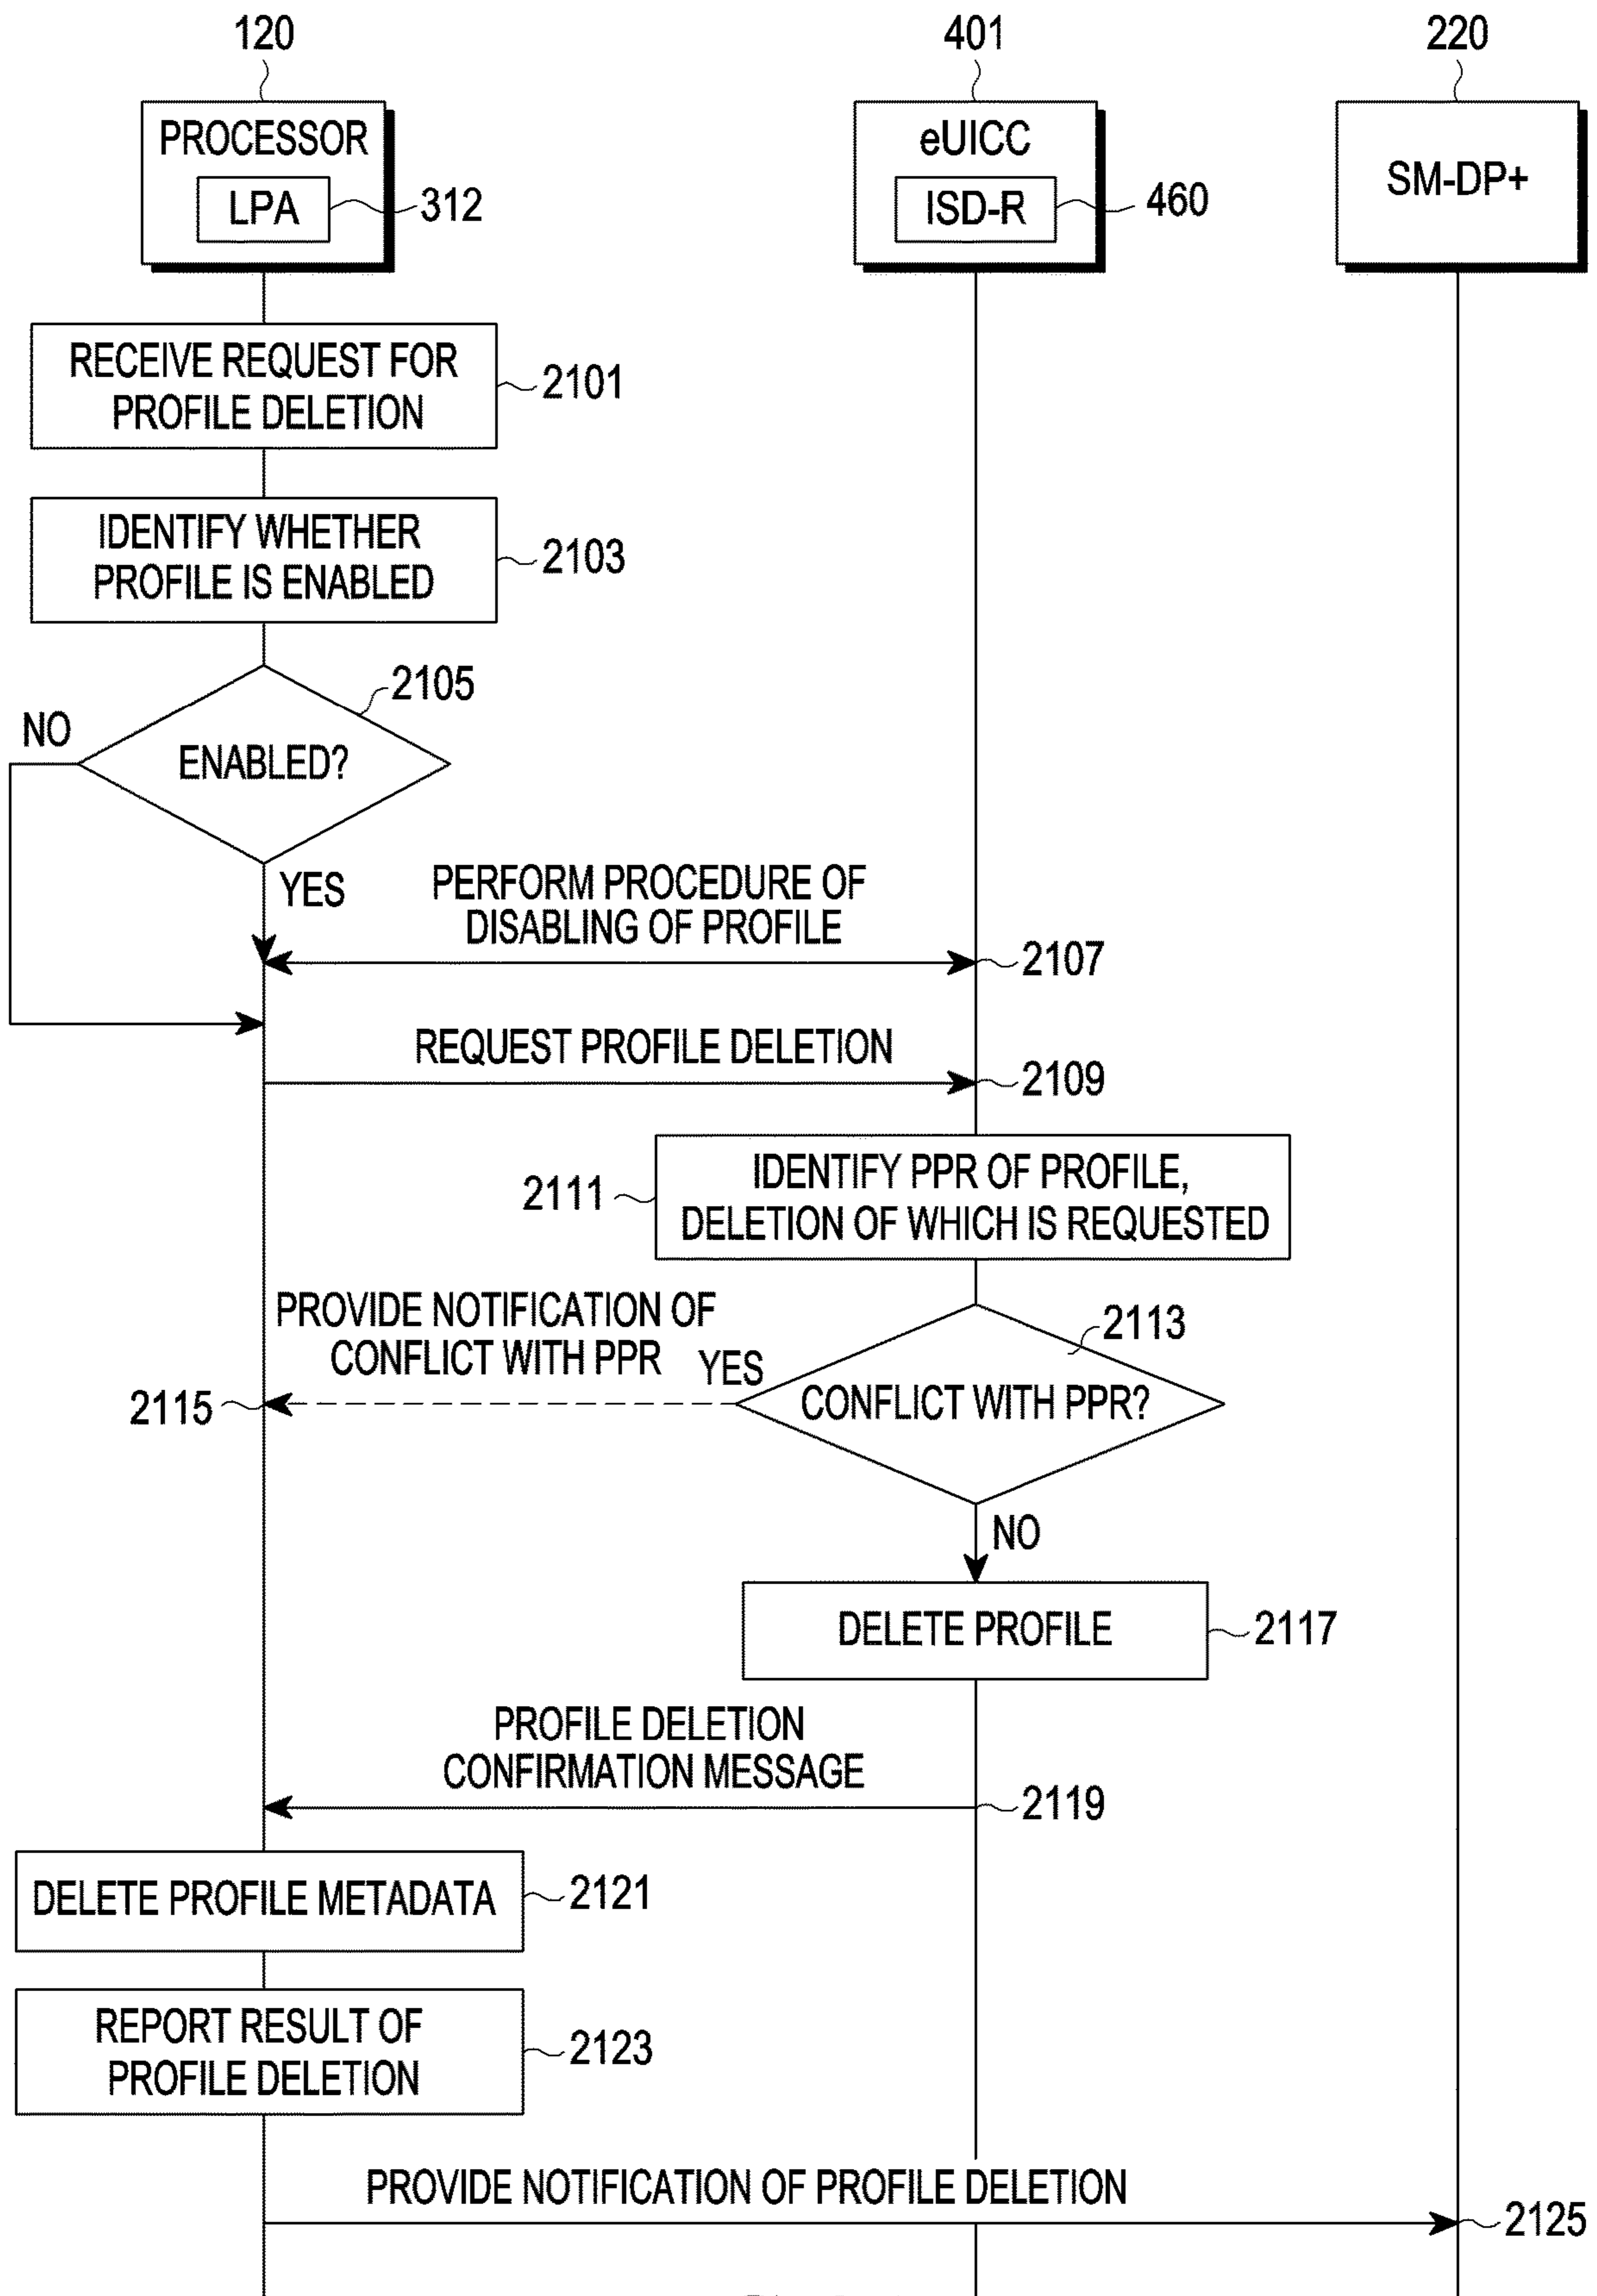 120
401
220
PROCESSOR
LPA
312
eUICC
ISD-R
460
SM-DP+
RECEIVE REQUEST FOR
PROFILE DELETION
2101
IDENTIFY WHETHER
PROFILE IS ENABLED
2103
2105
NO
ENABLED?
YES
PERFORM PROCEDURE OF
DISABLING OF PROFILE
2107
REQUEST PROFILE DELETION
2109
2111
IDENTIFY PPR OF PROFILE,
DELETION OF WHICH IS REQUESTED
PROVIDE NOTIFICATION OF
CONFLICT WITH PPR
YES
2113
2115
CONFLICT WITH PPR?
NO
DELETE PROFILE
2117
PROFILE DELETION
CONFIRMATION MESSAGE
2119
DELETE PROFILE METADATA
2121
REPORT RESULT OF
PROFILE DELETION
2123
PROVIDE NOTIFICATION OF PROFILE DELETION
2125